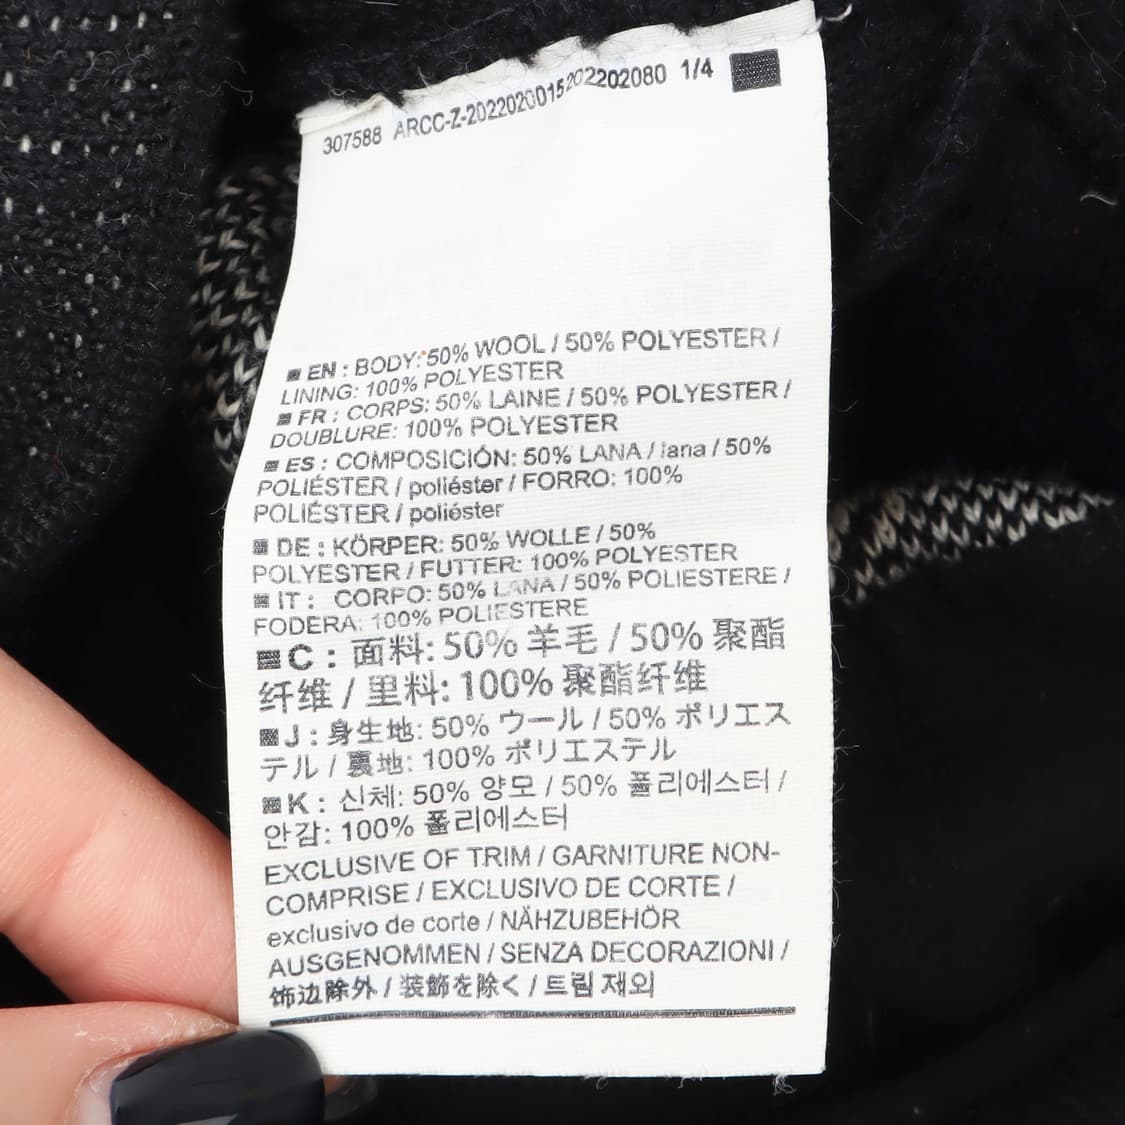 307588 ARCC-Z-2022020015202202080 1/4
EN : BODY: 50% WOOL / 50% POLYESTER /
LINING: 100% POLYESTER
FR : CORPS: 50% LAINE / 50% POLYESTER /
DOUBLURE: 100% POLYESTER
ES : COMPOSICIÓN: 50% LANA / lana / 50%
POLIÉSTER / poliéster / FORRO: 100%
POLIÉSTER / poliéster
DE : KÖRPER: 50% WOLLE / 50%
POLYESTER / FUTTER: 100% POLYESTER
IT : CORPO: 50% LANA / 50% POLIESTERE /
FODERA: 100% POLIESTERE
C : 面料: 50% 羊毛 / 50% 聚酯
纤维 / 里料: 100% 聚酯纤维
J : 身生地: 50% ウール / 50% ポリエス
テル / 裏地: 100% ポリエステル
K : 신체: 50% 양모 / 50% 폴리에스터 /
안감: 100% 폴리에스터
EXCLUSIVE OF TRIM / GARNITURE NON-
COMPRISE / EXCLUSIVO DE CORTE /
exclusivo de corte / NÄHZUBEHÖR
AUSGENOMMEN / SENZA DECORAZIONI /
饰边除外 / 装飾を除く / 트림 제외